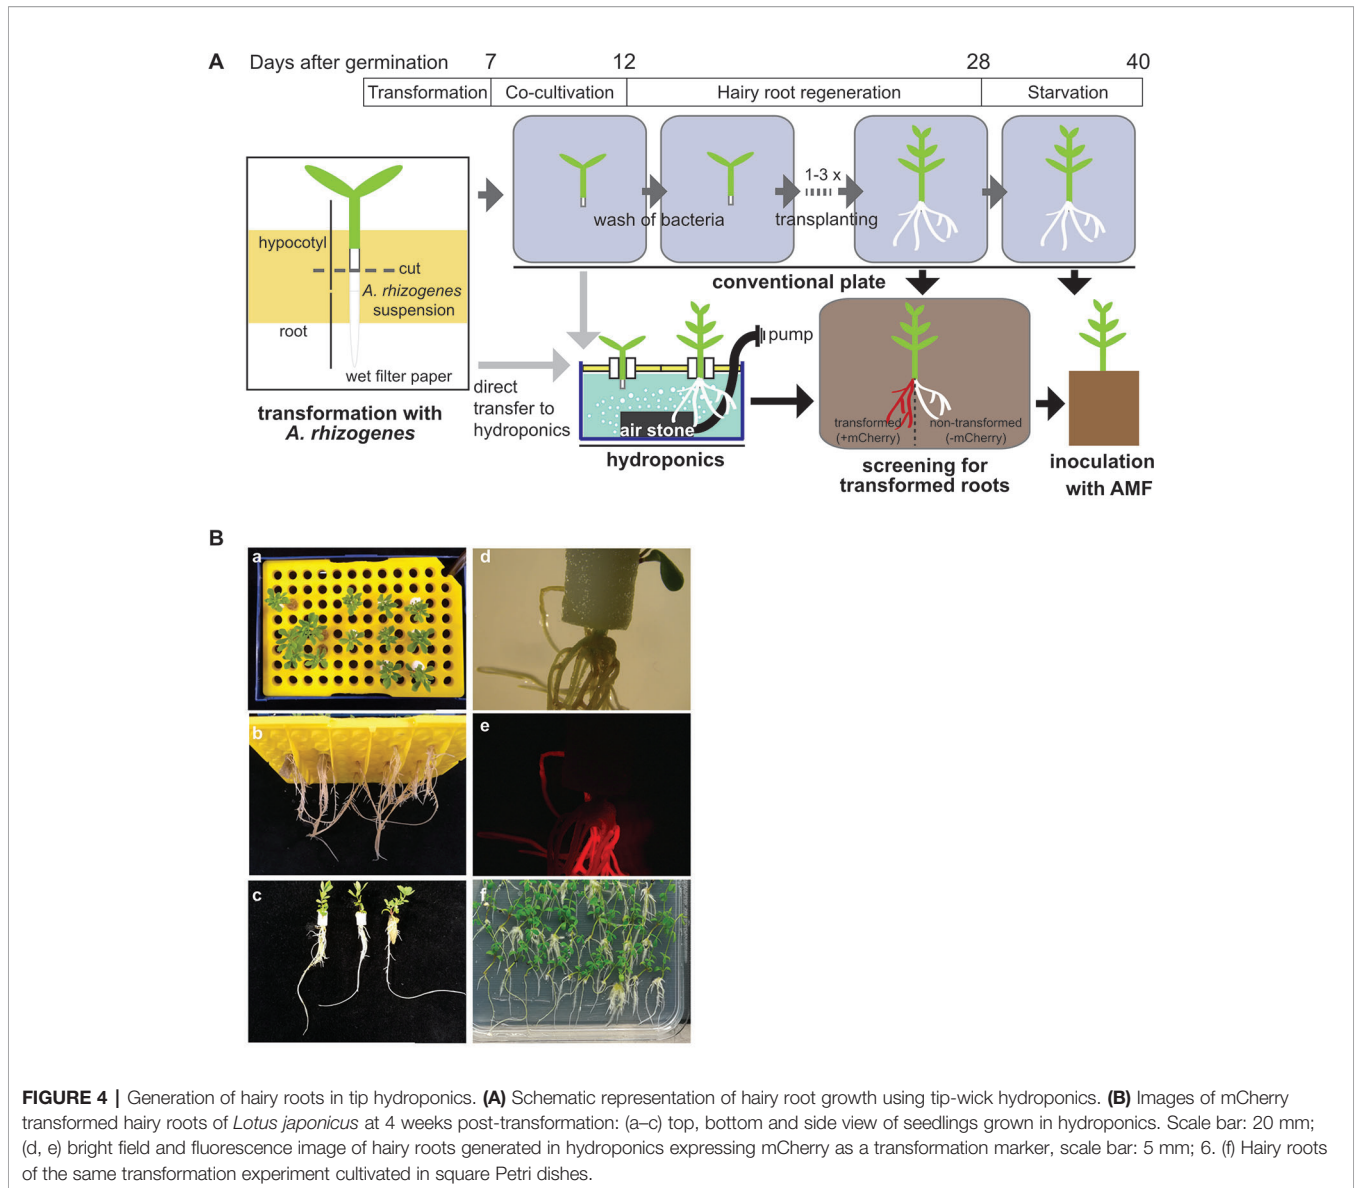 A Days after germination 7 12 28 40
Transformation Co-cultivation Hairy root regeneration Starvation
hypocotyl
cut
A. rhizogenes
suspension
root
wet filter paper
transformation with
A. rhizogenes
wash of bacteria
1-3 x
transplanting
conventional plate
direct
transfer to
hydroponics
pump
air stone
hydroponics
transformed
(+mCherry)
non-transformed
(-mCherry)
screening for
transformed roots
inoculation
with AMF
B
a
d
b
e
c
f
FIGURE 4 | Generation of hairy roots in tip hydroponics. (A) Schematic representation of hairy root growth using tip-wick hydroponics. (B) Images of mCherry
transformed hairy roots of Lotus japonicus at 4 weeks post-transformation: (a–c) top, bottom and side view of seedlings grown in hydroponics. Scale bar: 20 mm;
(d, e) bright field and fluorescence image of hairy roots generated in hydroponics expressing mCherry as a transformation marker, scale bar: 5 mm; 6. (f) Hairy roots
of the same transformation experiment cultivated in square Petri dishes.